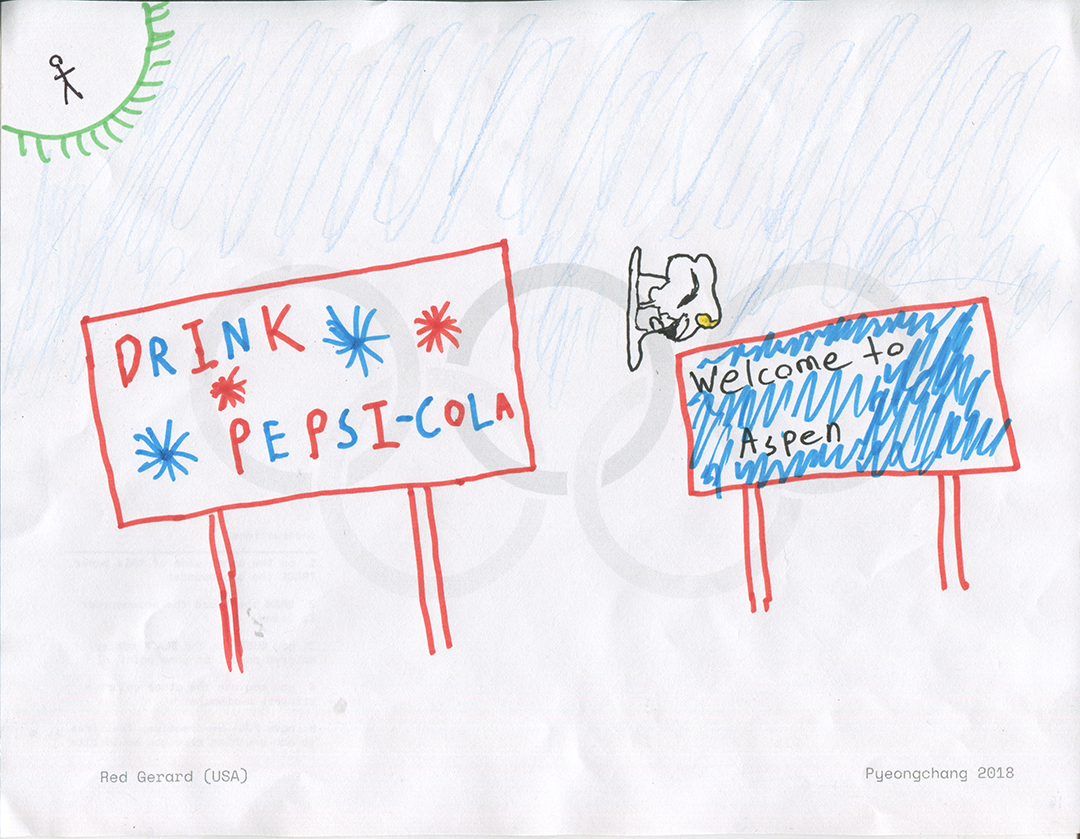 DRINK
PEPSI-COLA
Welcome to
Aspen
Red Gerard (USA)
Pyeongchang 2018